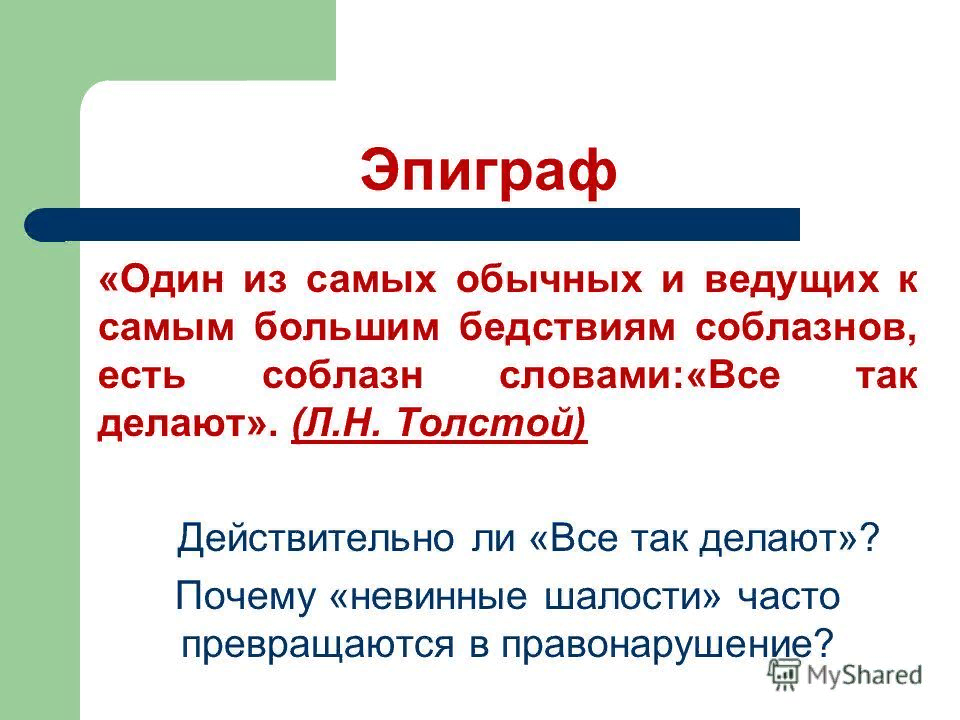 Эпиграф
«Один из самых обычных и ведущих к
самым большим бедствиям соблазнов,
есть соблазн словами:«Все так
делают». (Л.Н. Толстой)
Действительно ли «Все так делают»?
Почему «невинные шалости» часто
превращаются в правонарушение?
MyShared